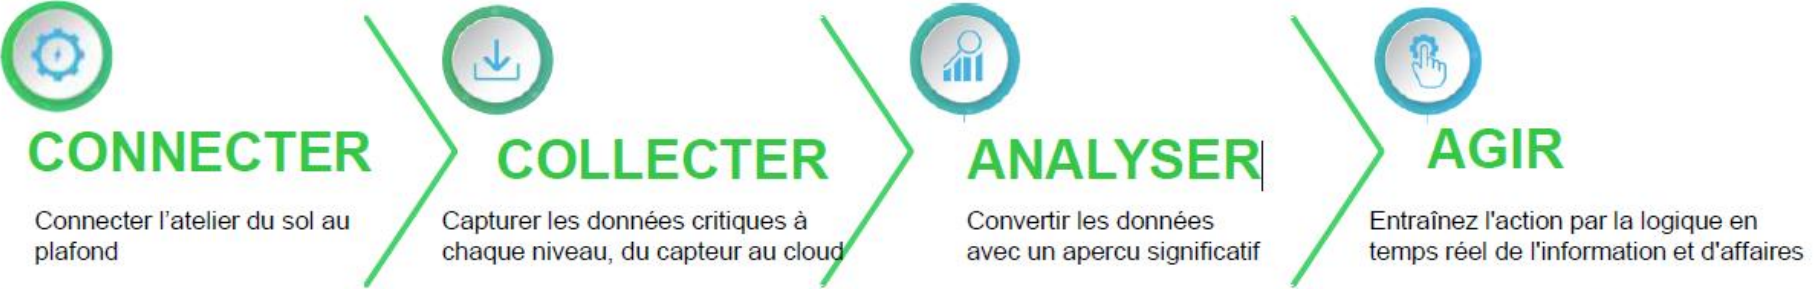 CONNECTER
Connecter l'atelier du sol au
plafond
COLLECTER
Capturer les données critiques à
chaque niveau, du capteur au cloud
ANALYSER
Convertir les données
avec un apercu significatif
AGIR
Entraînez l'action par la logique en
temps réel de l'information et d'affaires